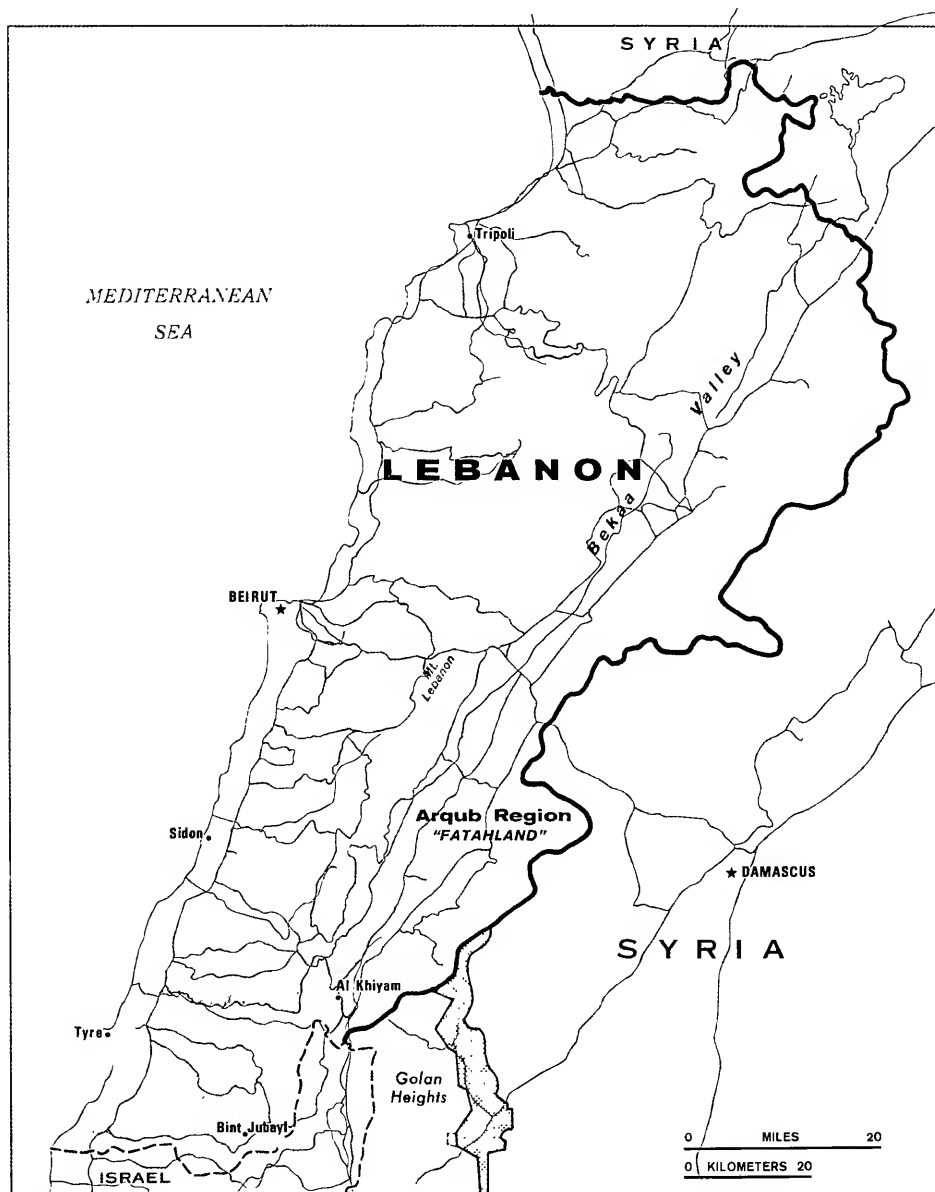 SYRIA
Tripoli
MEDITERRANEAN
SEA
Valley
LEBANON
Bekaa
BEIRUT
Mt.
Lebanon
Arqub Region
"FATAHLAND"
Sidon
DAMASCUS
SYRIA
Al Khiyam
Tyre
Golan
Heights
Bint Jubayl
ISRAEL
0 MILES 20
0 KILOMETERS 20